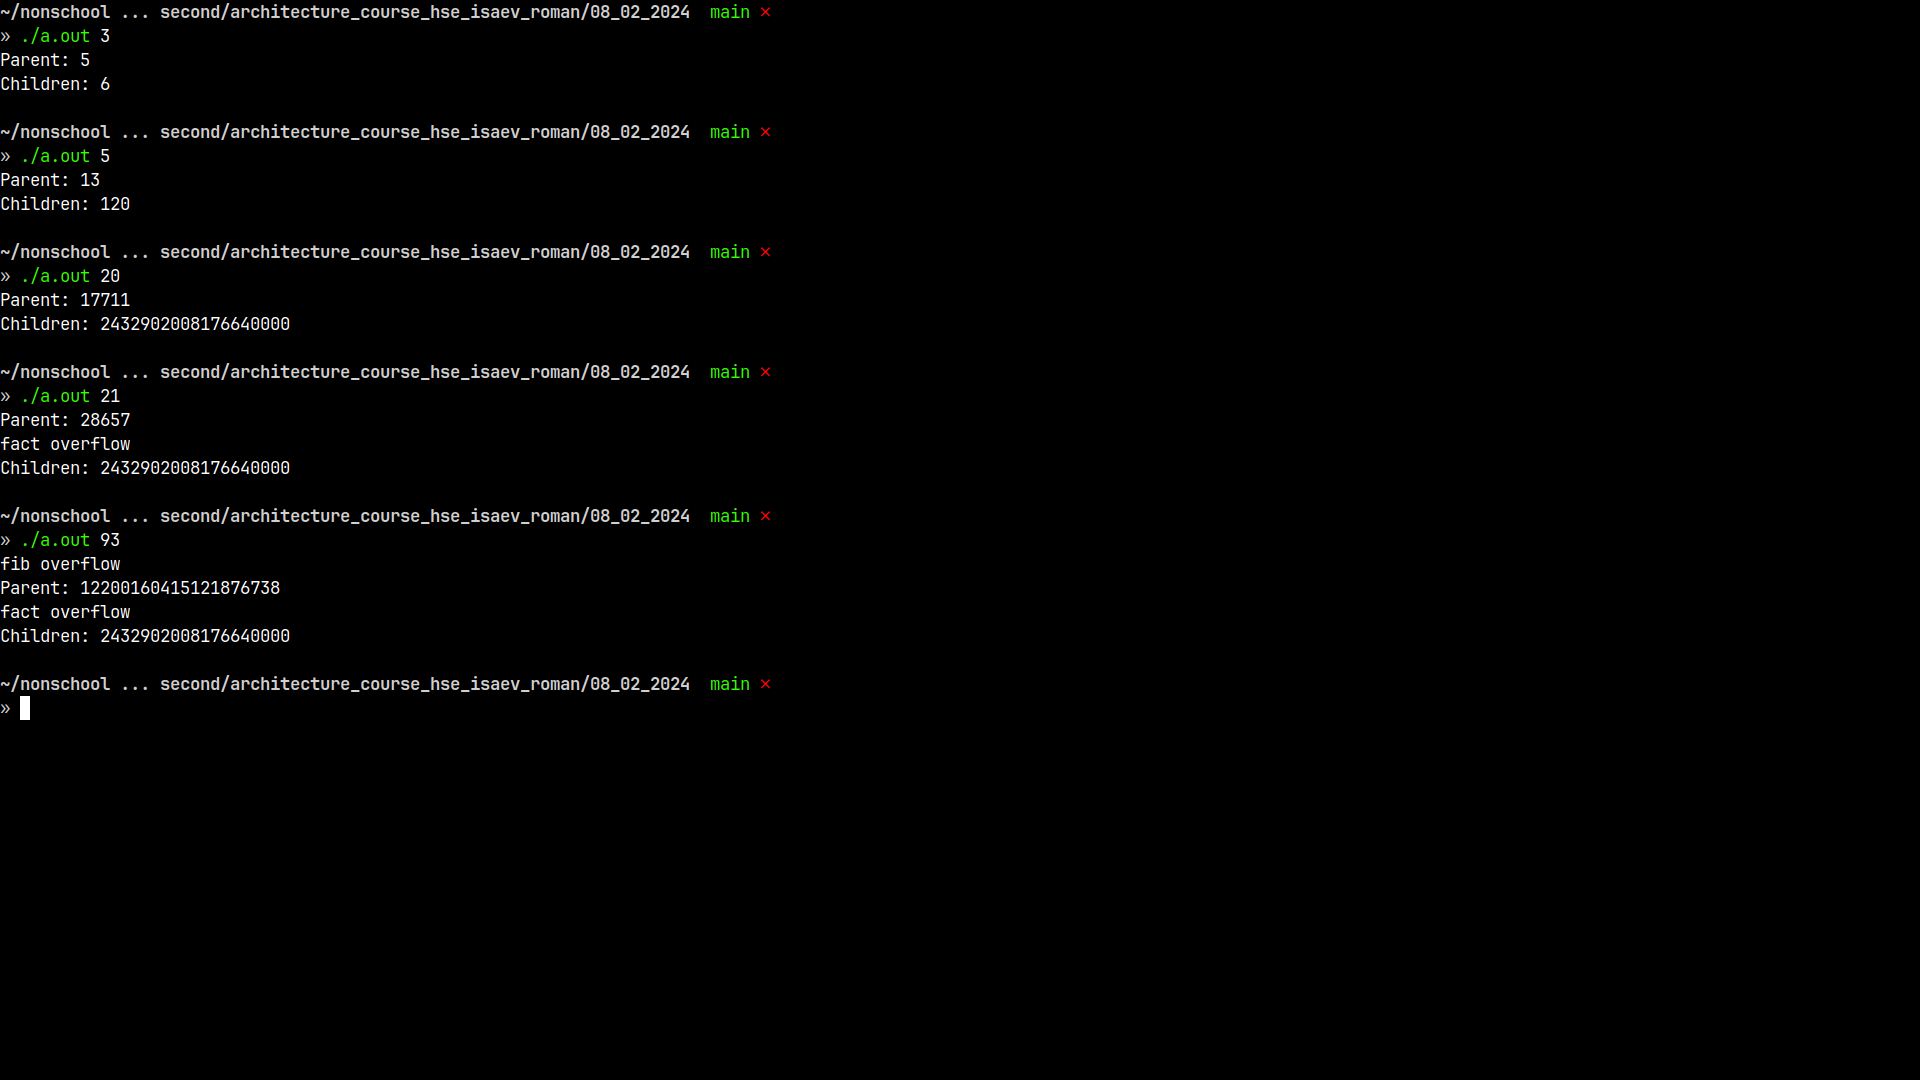 ~/nonschool ... second/architecture_course_hse_isaev_roman/08_02_2024  main ✗
» ./a.out 3
Parent: 5
Children: 6
~/nonschool ... second/architecture_course_hse_isaev_roman/08_02_2024  main ✗
» ./a.out 5
Parent: 13
Children: 120
~/nonschool ... second/architecture_course_hse_isaev_roman/08_02_2024  main ✗
» ./a.out 20
Parent: 17711
Children: 2432902008176640000
~/nonschool ... second/architecture_course_hse_isaev_roman/08_02_2024  main ✗
» ./a.out 21
Parent: 28657
fact overflow
Children: 2432902008176640000
~/nonschool ... second/architecture_course_hse_isaev_roman/08_02_2024  main ✗
» ./a.out 93
fib overflow
Parent: 12200160415121876738
fact overflow
Children: 2432902008176640000
~/nonschool ... second/architecture_course_hse_isaev_roman/08_02_2024  main ✗
»